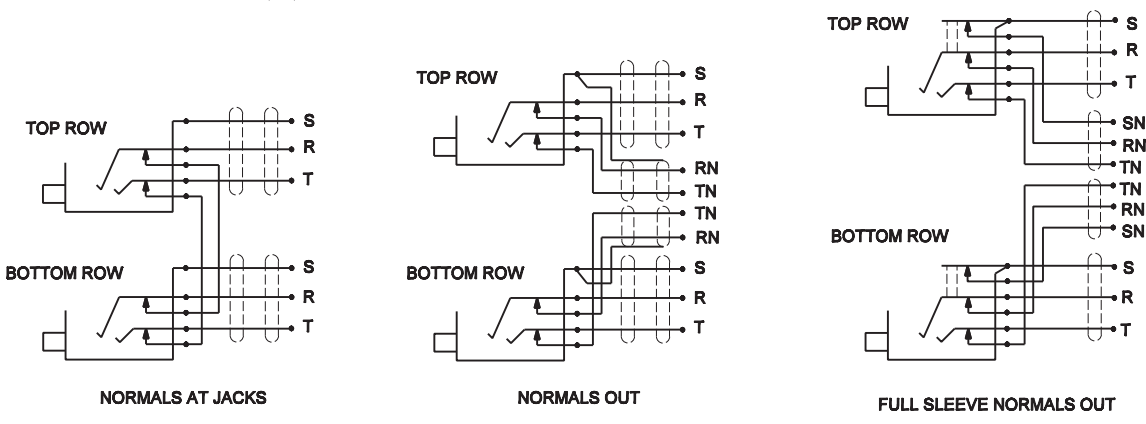 TOP ROW
S
R
T
BOTTOM ROW
S
R
T
NORMALS AT JACKS
TOP ROW
S
R
T
RN
TN
TN
RN
BOTTOM ROW
S
R
T
NORMALS OUT
TOP ROW
S
R
T
SN
RN
TN
TN
RN
SN
BOTTOM ROW
S
R
T
FULL SLEEVE NORMALS OUT